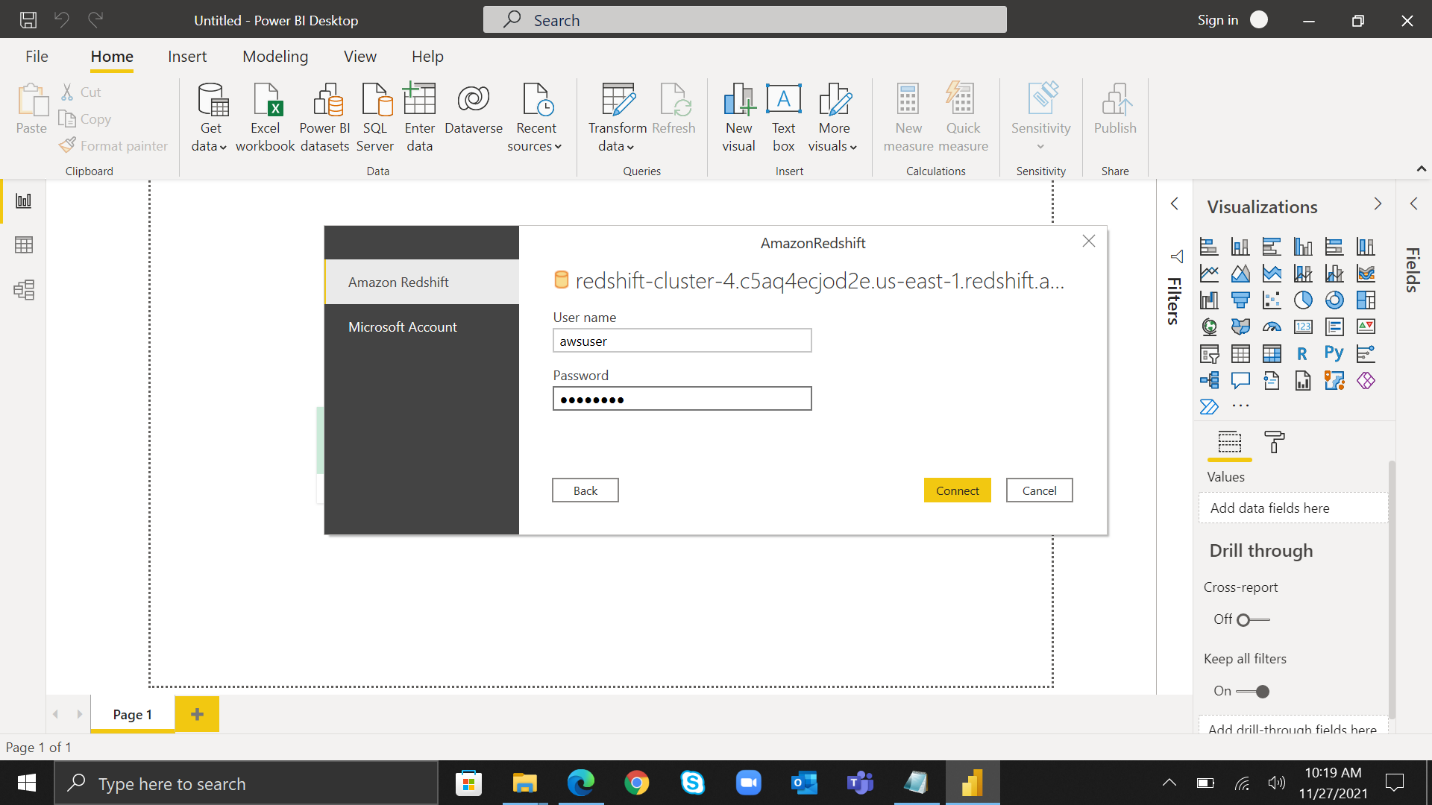 Untitled - Power BI Desktop
Search
Sign in
File
Home
Insert
Modeling
View
Help
Paste
Cut
Copy
Format painter
Clipboard
Get data
Excel workbook
Power BI datasets
SQL Server
Enter data
Dataverse
Recent sources
Data
Transform data
Refresh
Queries
New visual
A
Text box
More visuals
Insert
New measure
Quick measure
Calculations
Sensitivity
Sensitivity
Publish
Share
AmazonRedshift
Amazon Redshift
Microsoft Account
redshift-cluster-4.c5aq4ecjod2e.us-east-1.redshift.a...
User name
awsuser
Password
Back
Connect
Cancel
Filters
Visualizations
123
R
Py
Values
Add data fields here
Drill through
Cross-report
Off
Keep all filters
On
Add drill-through fields here
Fields
Page 1
Page 1 of 1
Type here to search
10:19 AM
11/27/2021